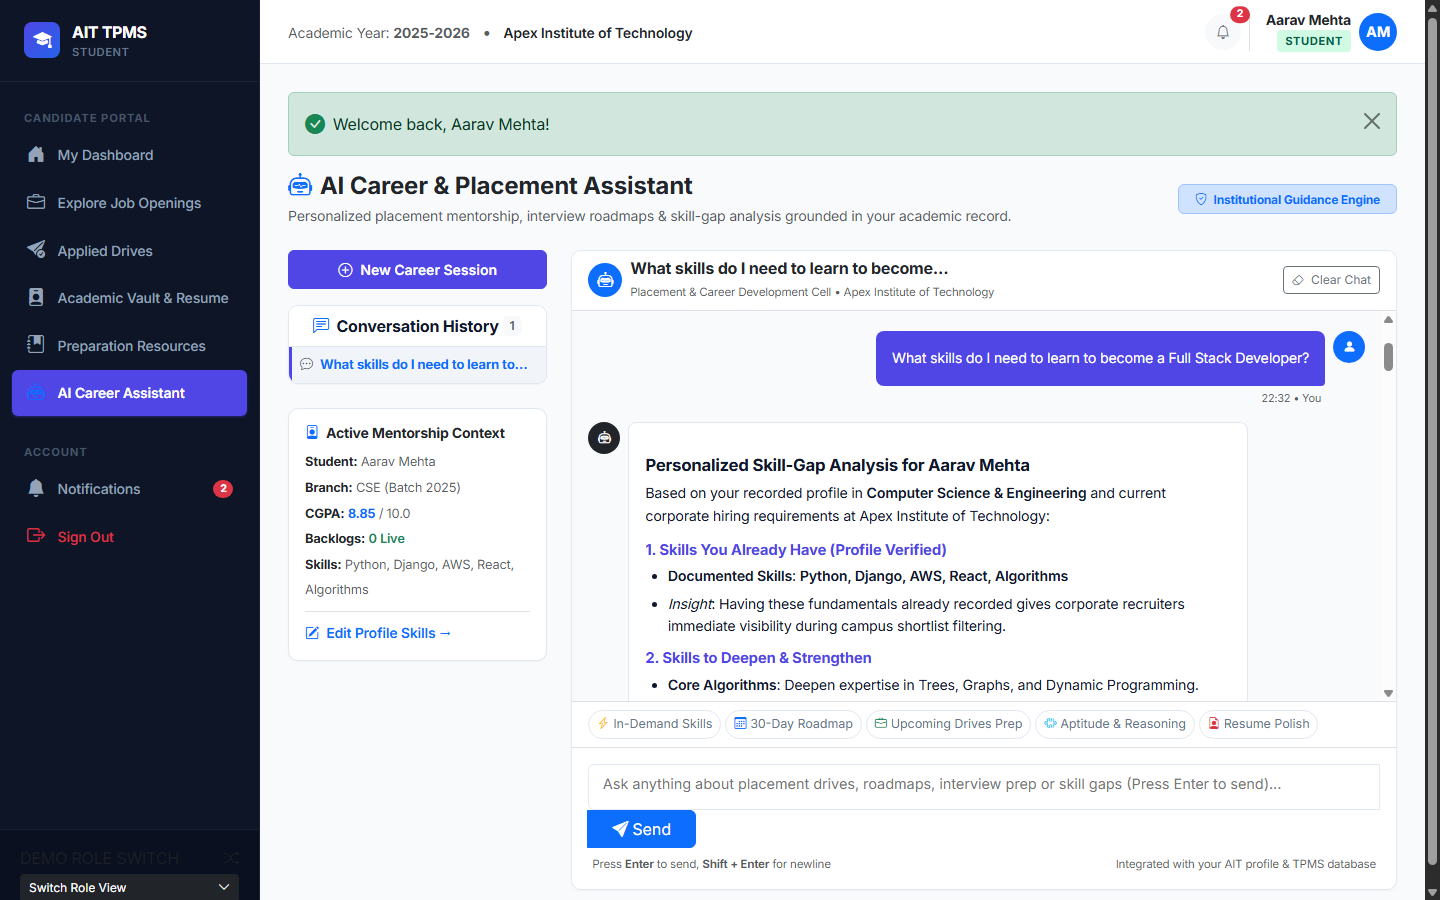 AIT TPMS
STUDENT
CANDIDATE PORTAL
My Dashboard
Explore Job Openings
Applied Drives
Academic Vault & Resume
Preparation Resources
AI Career Assistant
ACCOUNT
Notifications
2
Sign Out
DEMO ROLE SWITCH
Switch Role View
Academic Year: 2025-2026 • Apex Institute of Technology
2
Aarav Mehta
STUDENT
AM
Welcome back, Aarav Mehta!
AI Career & Placement Assistant
Personalized placement mentorship, interview roadmaps & skill-gap analysis grounded in your academic record.
Institutional Guidance Engine
New Career Session
Conversation History 1
What skills do I need to learn to...
Active Mentorship Context
Student: Aarav Mehta
Branch: CSE (Batch 2025)
CGPA: 8.85 / 10.0
Backlogs: 0 Live
Skills: Python, Django, AWS, React,
Algorithms
Edit Profile Skills →
What skills do I need to learn to become...
Placement & Career Development Cell • Apex Institute of Technology
Clear Chat
What skills do I need to learn to become a Full Stack Developer?
22:32 • You
Personalized Skill-Gap Analysis for Aarav Mehta
Based on your recorded profile in Computer Science & Engineering and current
corporate hiring requirements at Apex Institute of Technology:
1. Skills You Already Have (Profile Verified)
• Documented Skills: Python, Django, AWS, React, Algorithms
• Insight: Having these fundamentals already recorded gives corporate recruiters
immediate visibility during campus shortlist filtering.
2. Skills to Deepen & Strengthen
• Core Algorithms: Deepen expertise in Trees, Graphs, and Dynamic Programming.
In-Demand Skills
30-Day Roadmap
Upcoming Drives Prep
Aptitude & Reasoning
Resume Polish
Ask anything about placement drives, roadmaps, interview prep or skill gaps (Press Enter to send)...
Send
Press Enter to send, Shift + Enter for newline
Integrated with your AIT profile & TPMS database